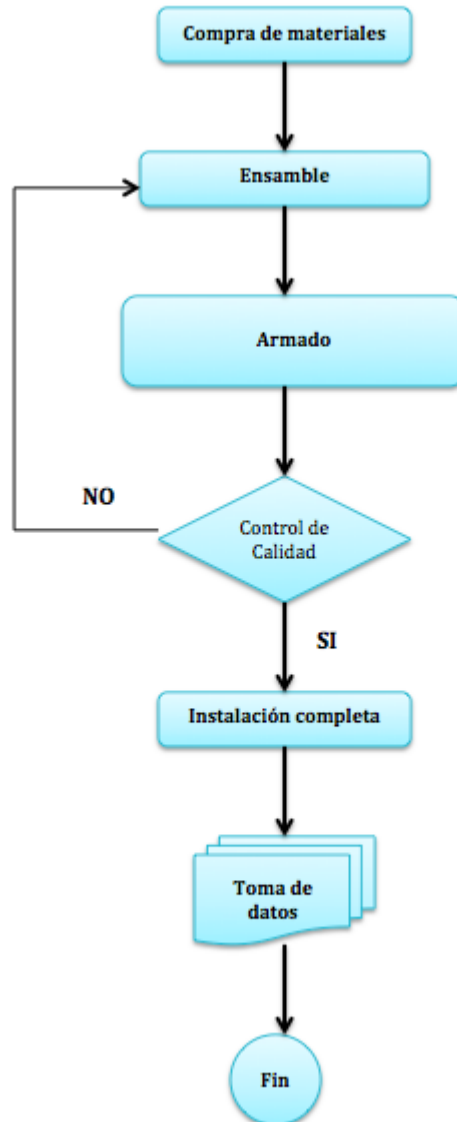 Compra de materiales
Ensamble
Armado
NO
Control de
Calidad
SI
Instalación completa
Toma de
datos
Fin